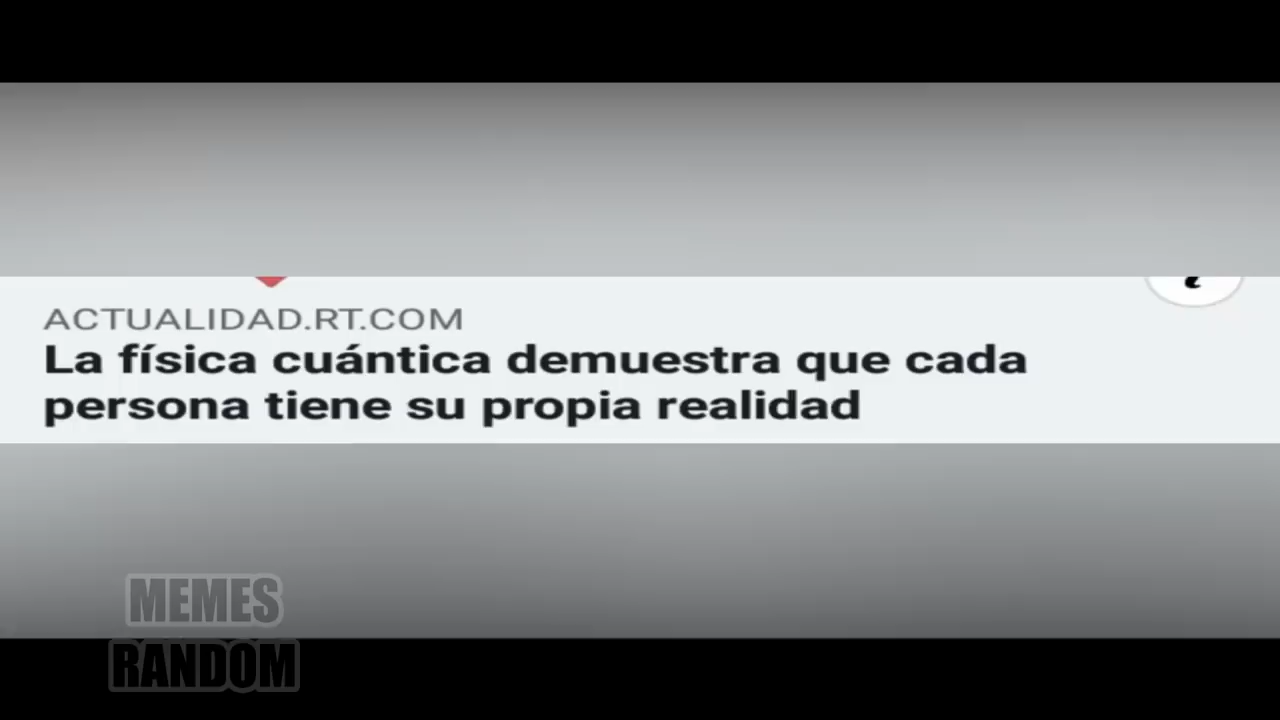 ACTUALIDAD.RT.COM
La física cuántica demuestra que cada
persona tiene su propia realidad
MEMES
RANDOM